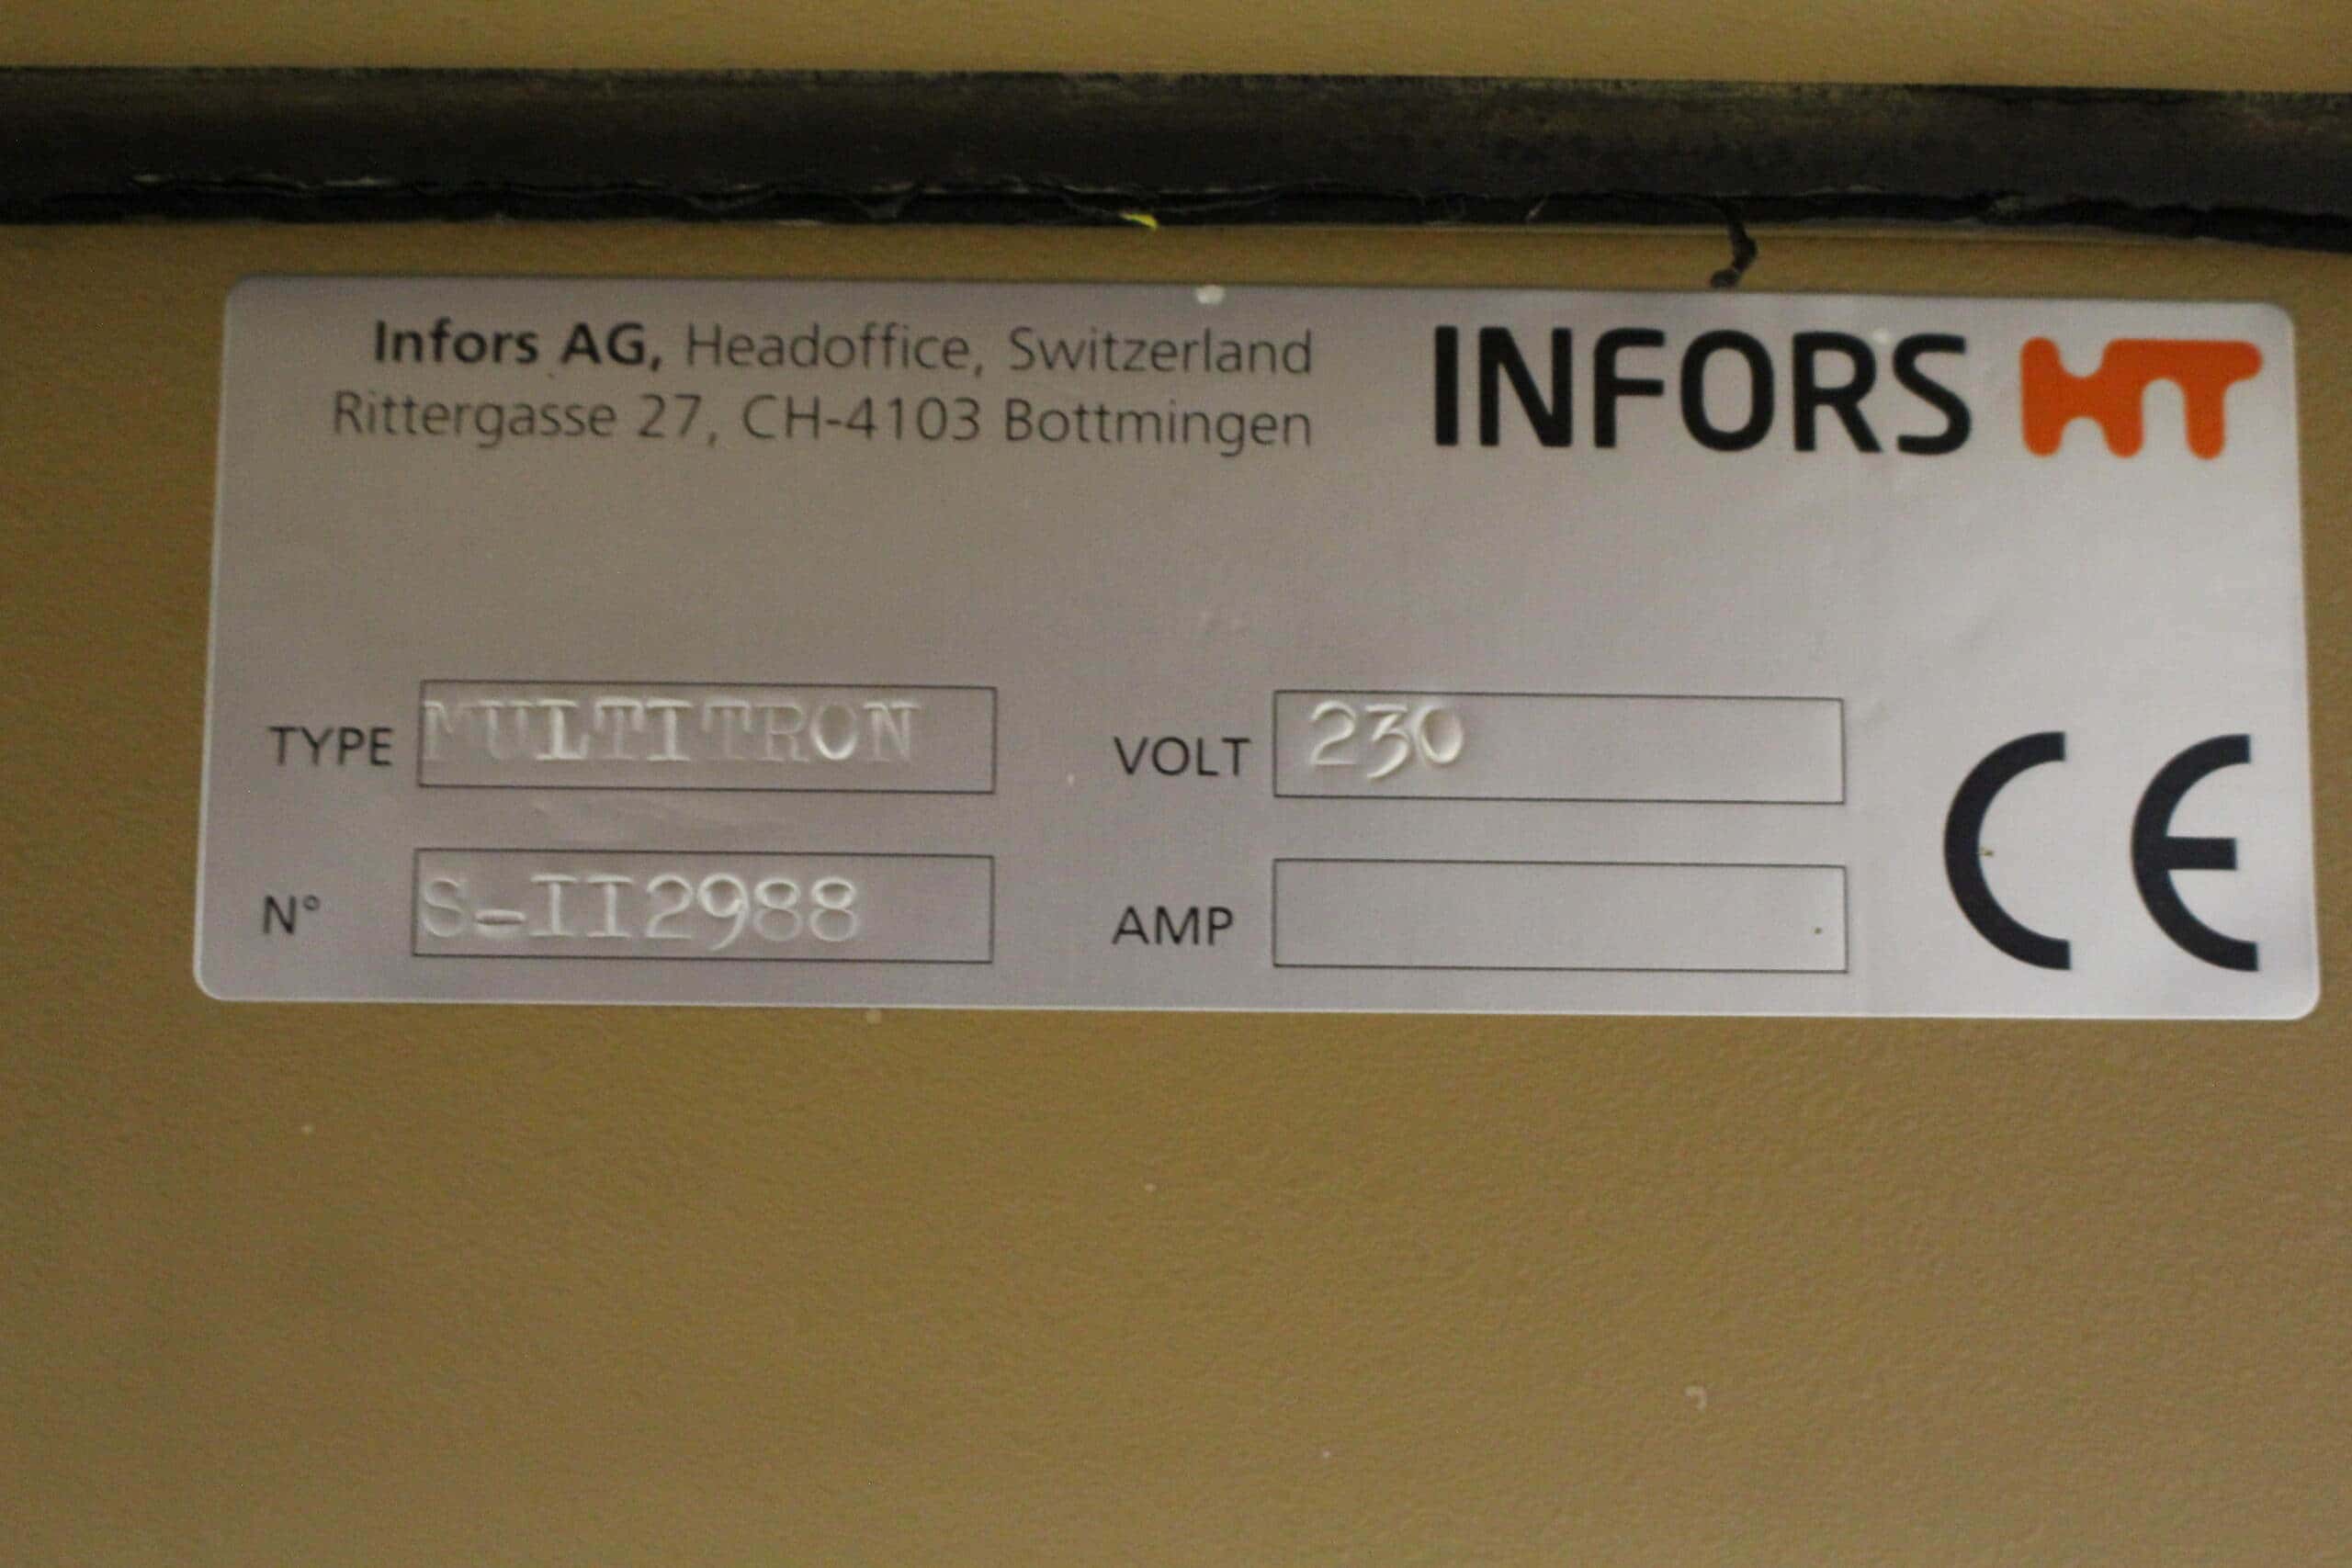 Infors AG, Headoffice, Switzerland
Rittergasse 27, CH-4103 Bottmingen
INFORS HT
TYPE MULTITRON
VOLT 230
N° S-II2988
AMP
CE